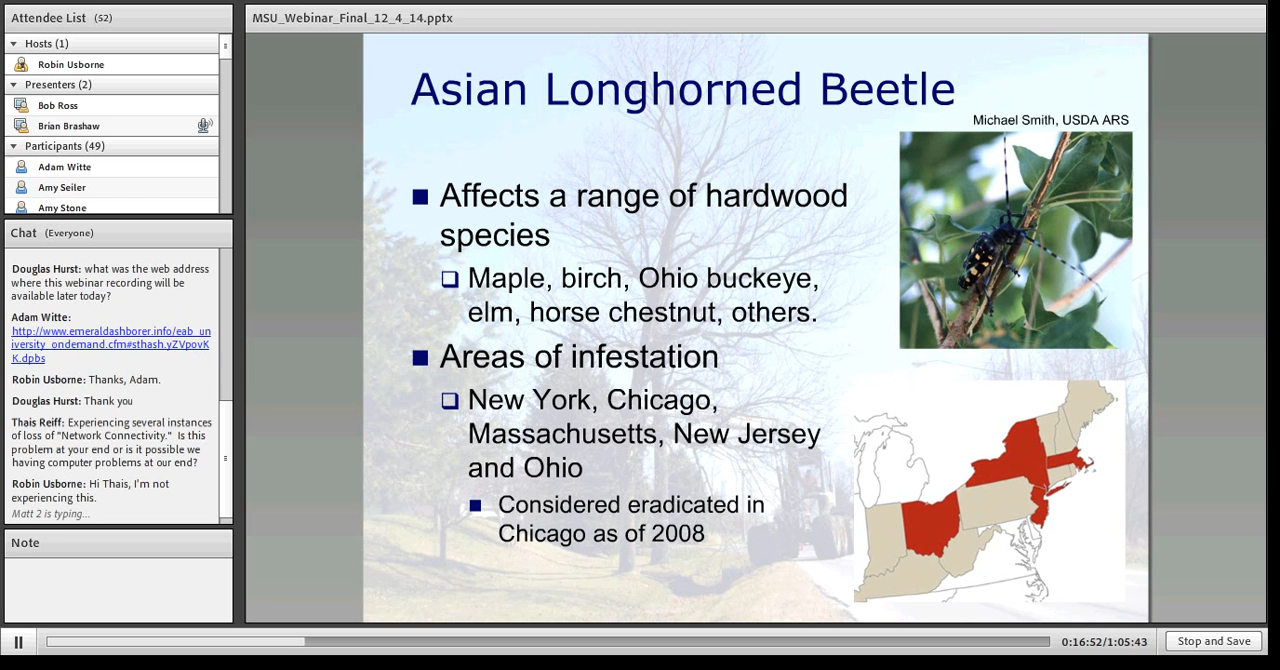 Attendee List (52)
Hosts (1)
Robin Usborne
Presenters (2)
Bob Ross
Brian Brashaw
Participants (49)
Adam Witte
Amy Seiler
Amy Stone
Chat (Everyone)
Douglas Hurst: what was the web address
where this webinar recording will be
available later today?
Adam Witte:
http://www.emeraldashborer.info/eab_un
iversity_ondemand.cfm#sthash.yZVpovK
K.dpbs
Robin Usborne: Thanks, Adam.
Douglas Hurst: Thank you
Thais Reiff: Experiencing several instances
of loss of "Network Connectivity." Is this
problem at your end or is it possible we
having computer problems at our end?
Robin Usborne: Hi Thais, I'm not
experiencing this.
Matt 2 is typing...
Note
MSU_Webinar_Final_12_4_14.pptx
Asian Longhorned Beetle
Michael Smith, USDA ARS
Affects a range of hardwood
species
Maple, birch, Ohio buckeye,
elm, horse chestnut, others.
Areas of infestation
New York, Chicago,
Massachusetts, New Jersey
and Ohio
Considered eradicated in
Chicago as of 2008
0:16:52/1:05:43
Stop and Save